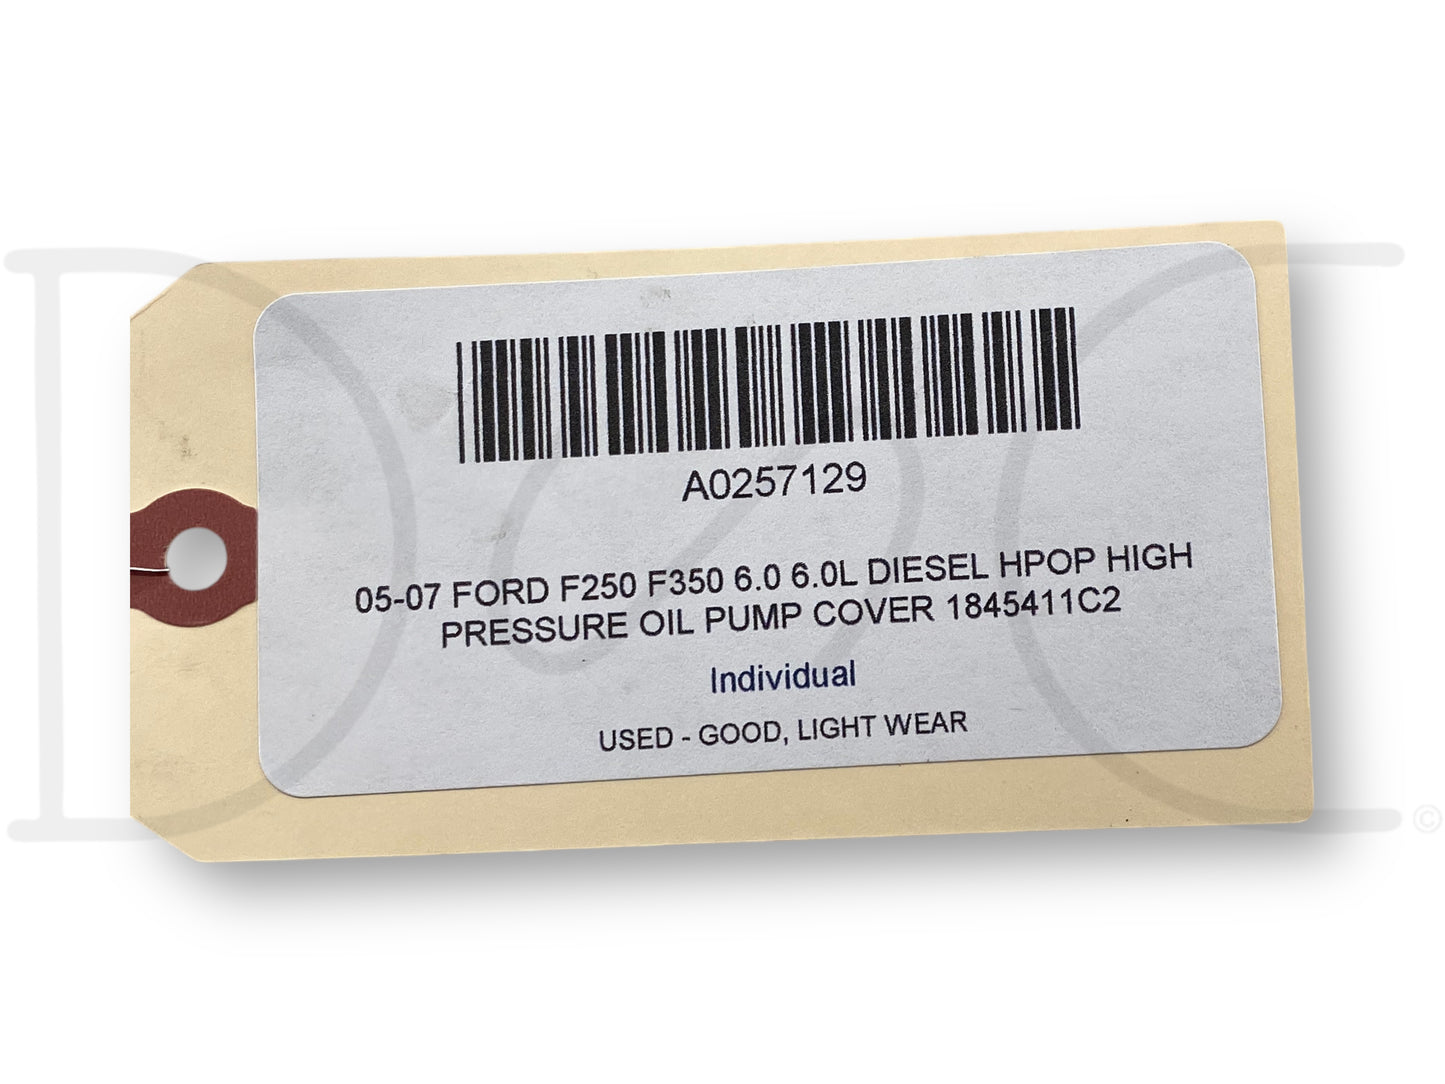 A0257129
05-07 FORD F250 F350 6.0 6.0L DIESEL HPOP HIGH
PRESSURE OIL PUMP COVER 1845411C2
Individual
USED - GOOD, LIGHT WEAR
©